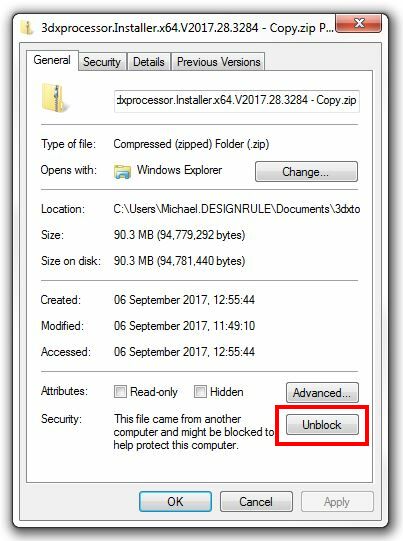 3dxprocessor.Installer.x64.V2017.28.3284 - Copy.zip P...
General Security Details Previous Versions
dxprocessor.Installer.x64.V2017.28.3284 - Copy.zip
Type of file: Compressed (zipped) Folder (.zip)
Opens with: Windows Explorer Change...
Location: C:\Users\Michael.DESIGNRULE\Documents\3dxto
Size: 90.3 MB (94,779,292 bytes)
Size on disk: 90.3 MB (94,781,440 bytes)
Created: 06 September 2017, 12:55:44
Modified: 06 September 2017, 11:49:10
Accessed: 06 September 2017, 12:55:44
Attributes: Read-only Hidden Advanced...
Security: This file came from another
computer and might be blocked to
help protect this computer.
Unblock
OK Cancel Apply